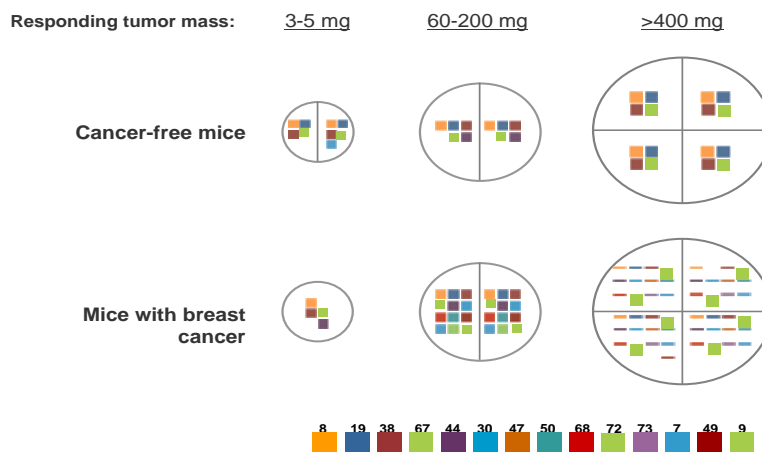 Responding tumor mass: 3-5 mg 60-200 mg >400 mg
Cancer-free mice
Mice with breast
cancer
8 19 38 67 44 30 47 50 68 72 73 7 49 9